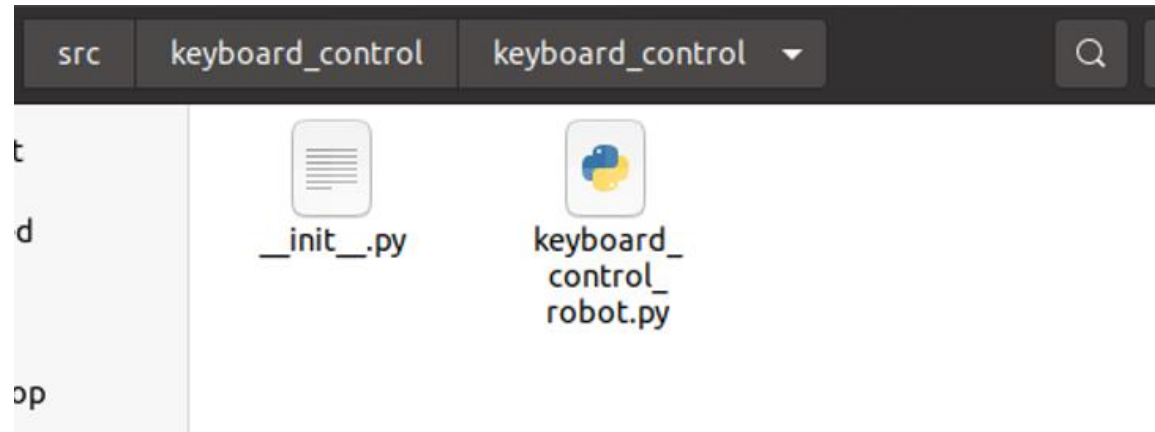 src keyboard_control keyboard_control
t
d
op
__init__.py
keyboard_
control_
robot.py